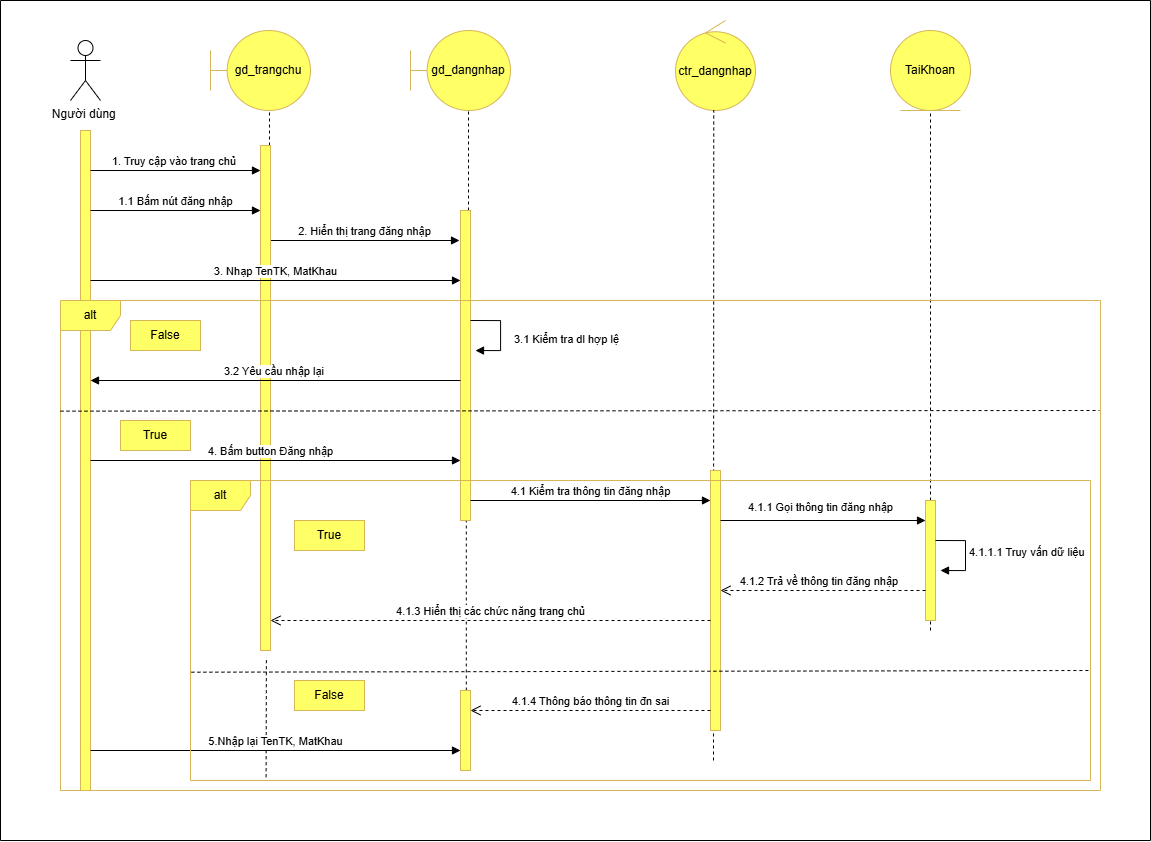 gd_trangchu
gd_dangnhap
ctr_dangnhap
TaiKhoan
Người dùng
1. Truy cập vào trang chủ
1.1 Bấm nút đăng nhập
2. Hiển thị trang đăng nhập
3. Nhạp TenTK, MatKhau
alt
False
3.1 Kiểm tra dl hợp lệ
3.2 Yêu cầu nhập lại
True
4. Bấm button Đăng nhập
alt
4.1 Kiểm tra thông tin đăng nhập
4.1.1 Gọi thông tin đăng nhập
True
4.1.1.1 Truy vấn dữ liệu
4.1.2 Trả về thông tin đăng nhập
4.1.3 Hiển thị các chức năng trang chủ
False
4.1.4 Thông báo thông tin đn sai
5.Nhập lại TenTK, MatKhau